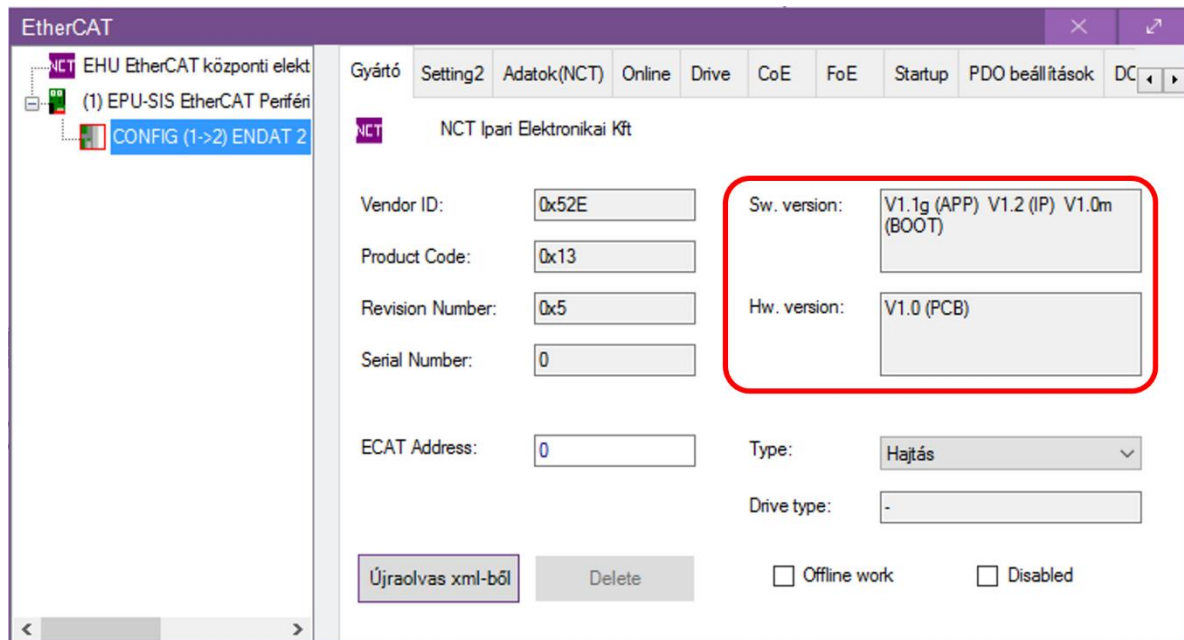 EtherCAT
NCT EHU EtherCAT központi elekt
(1) EPU-SIS EtherCAT Periféri
CONFIG (1->2) ENDAT 2
Gyártó Setting2 Adatok(NCT) Online Drive CoE FoE Startup PDO beállítások DC
NCT NCT Ipari Elektronikai Kft
Vendor ID: 0x52E
Product Code: 0x13
Revision Number: 0x5
Serial Number: 0
ECAT Address: 0
Sw. version: V1.1g (APP) V1.2 (IP) V1.0m
(BOOT)
Hw. version: V1.0 (PCB)
Type: Hajtás
Drive type: -
Újraolvas xml-ből Delete Offline work Disabled